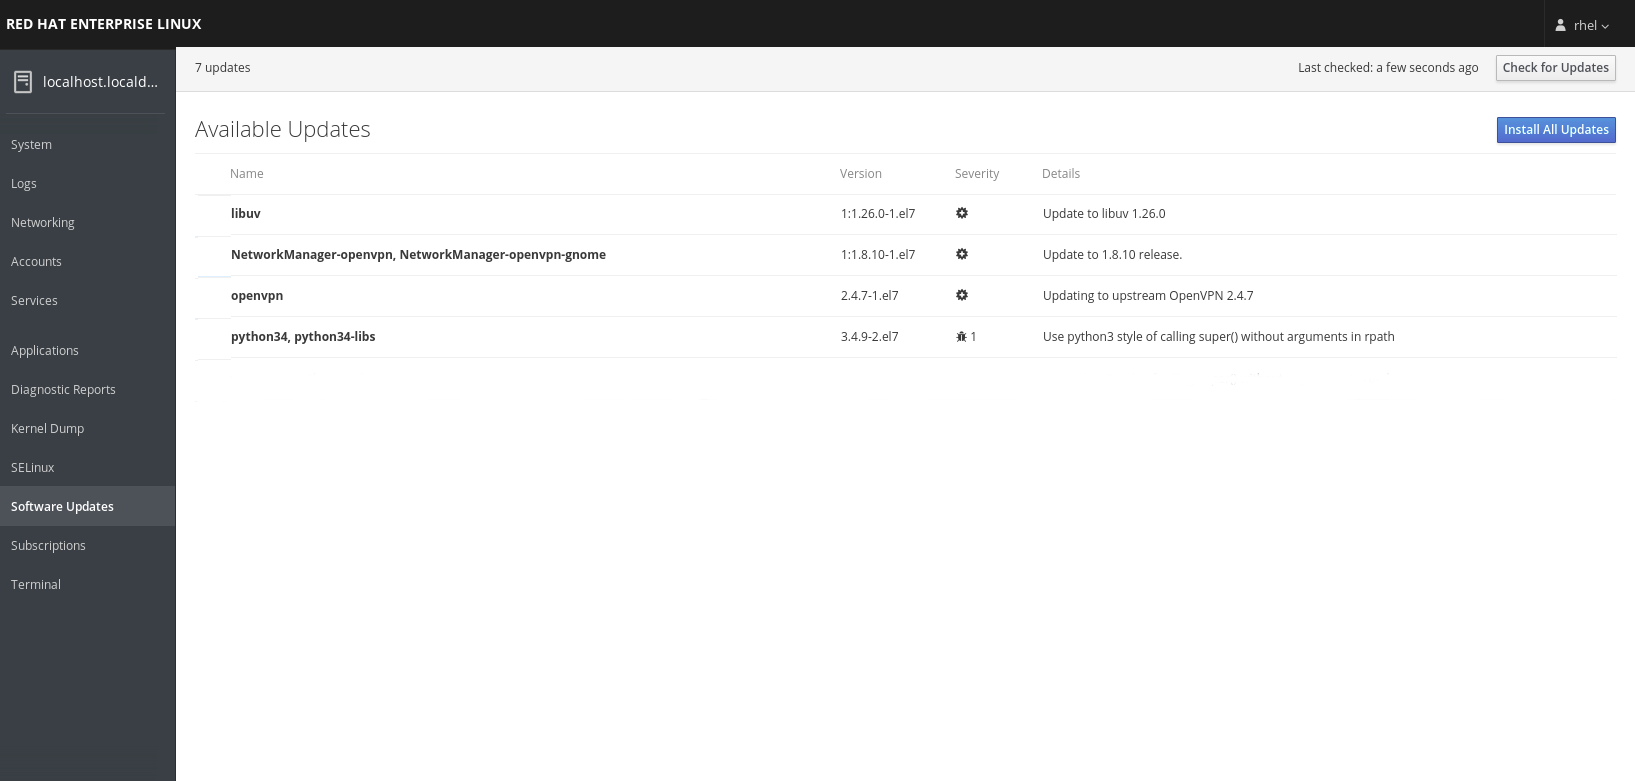 RED HAT ENTERPRISE LINUX
rhel
localhost.locald...
System
Logs
Networking
Accounts
Services
Applications
Diagnostic Reports
Kernel Dump
SELinux
Software Updates
Subscriptions
Terminal
7 updates
Last checked: a few seconds ago
Check for Updates
Available Updates
Install All Updates
Name Version Severity Details
libuv 1:1.26.0-1.el7 Update to libuv 1.26.0
NetworkManager-openvpn, NetworkManager-openvpn-gnome 1:1.8.10-1.el7 Update to 1.8.10 release.
openvpn 2.4.7-1.el7 Updating to upstream OpenVPN 2.4.7
python34, python34-libs 3.4.9-2.el7 1 Use python3 style of calling super() without arguments in rpath